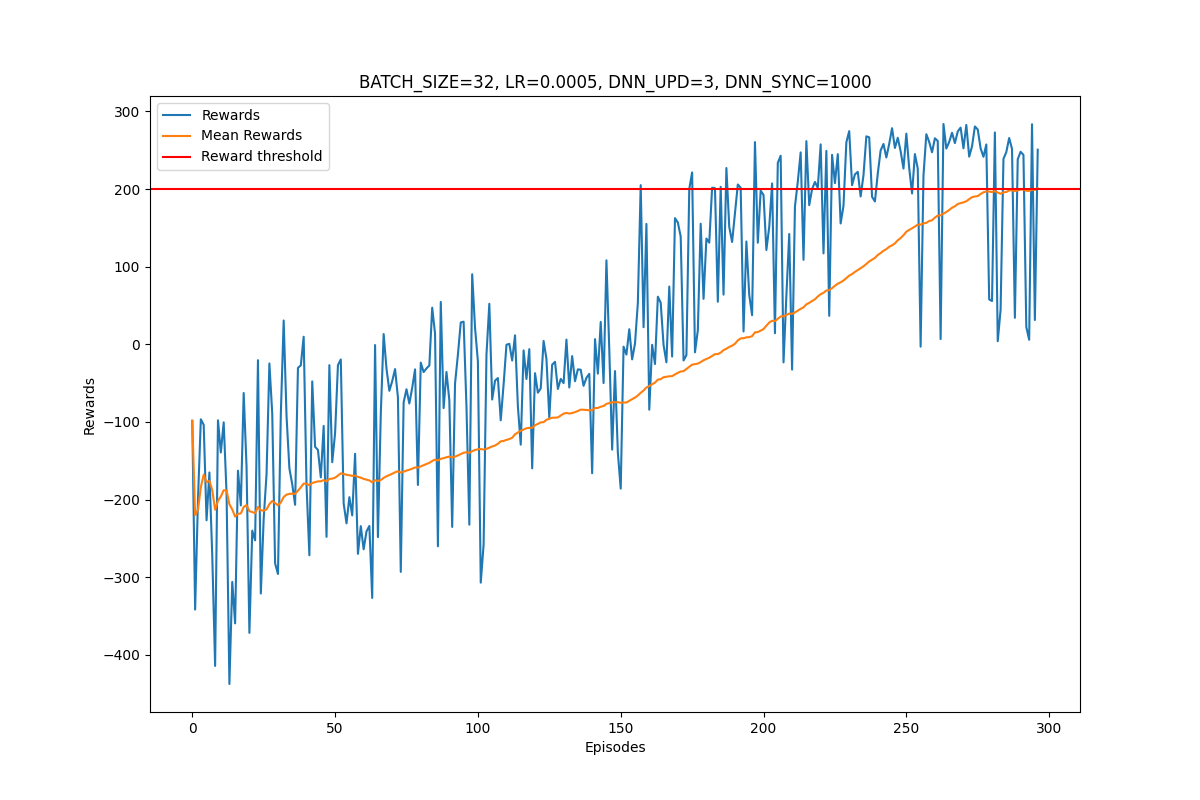 BATCH_SIZE=32, LR=0.0005, DNN_UPD=3, DNN_SYNC=1000
Rewards
Mean Rewards
Reward threshold
300
200
100
0
−100
−200
−300
−400
Rewards
0
50
100
150
200
250
300
Episodes